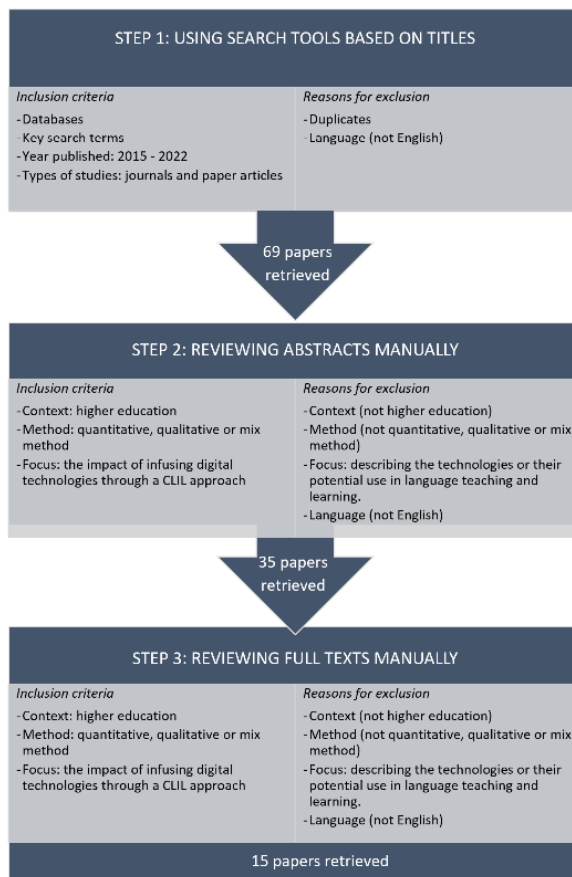 STEP 1: USING SEARCH TOOLS BASED ON TITLES
Inclusion criteria
-Databases
-Key search terms
-Year published: 2015 - 2022
-Types of studies: journals and paper articles
Reasons for exclusion
-Duplicates
-Language (not English)
69 papers
retrieved
STEP 2: REVIEWING ABSTRACTS MANUALLY
Inclusion criteria
-Context: higher education
-Method: quantitative, qualitative or mix
method
-Focus: the impact of infusing digital
technologies through a CLIL approach
Reasons for exclusion
-Context (not higher education)
-Method (not quantitative, qualitative or mix
method)
-Focus: describing the technologies or their
potential use in language teaching and
learning.
-Language (not English)
35 papers
retrieved
STEP 3: REVIEWING FULL TEXTS MANUALLY
Inclusion criteria
-Context: higher education
-Method: quantitative, qualitative or mix
method
-Focus: the impact of infusing digital
technologies through a CLIL approach
Reasons for exclusion
-Context (not higher education)
-Method (not quantitative, qualitative or mix
method)
-Focus: describing the technologies or their
potential use in language teaching and
learning.
-Language (not English)
15 papers retrieved